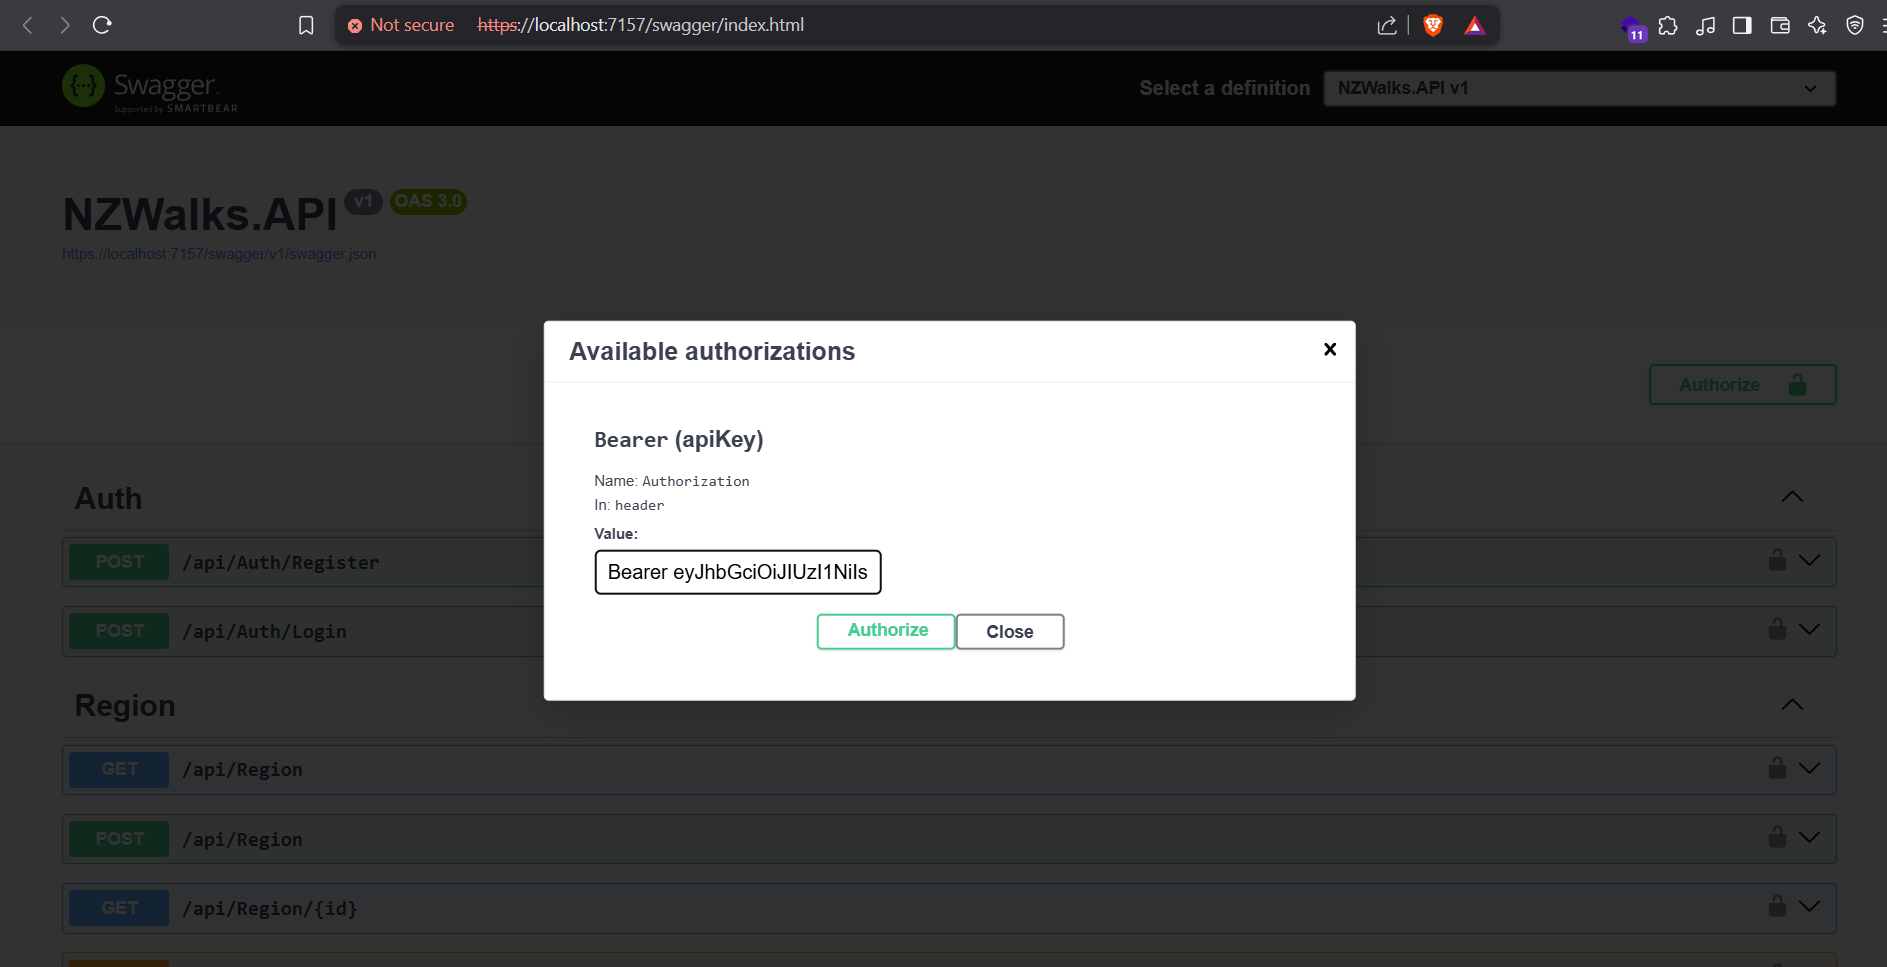 Not secure https://localhost:7157/swagger/index.html
11
Swagger
Supported by SMARTBEAR
Select a definition
NZWalks.API v1
NZWalks.API v1 OAS 3.0
https://localhost:7157/swagger/v1/swagger.json
Authorize
Available authorizations
Bearer (apiKey)
Name: Authorization
In: header
Value:
Bearer eyJhbGciOiJIUzI1NiIs
Authorize
Close
Auth
POST /api/Auth/Register
POST /api/Auth/Login
Region
GET /api/Region
POST /api/Region
GET /api/Region/{id}